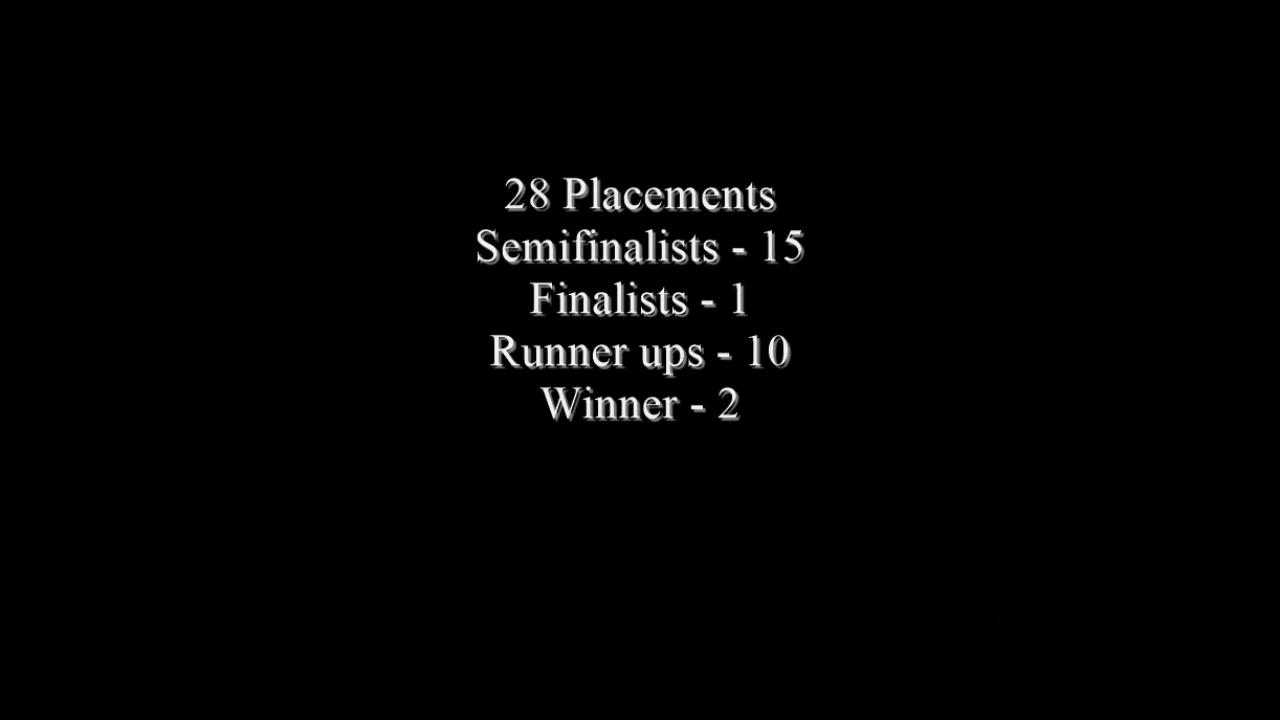 28 Placements
Semifinalists - 15
Finalists - 1
Runner ups - 10
Winner - 2